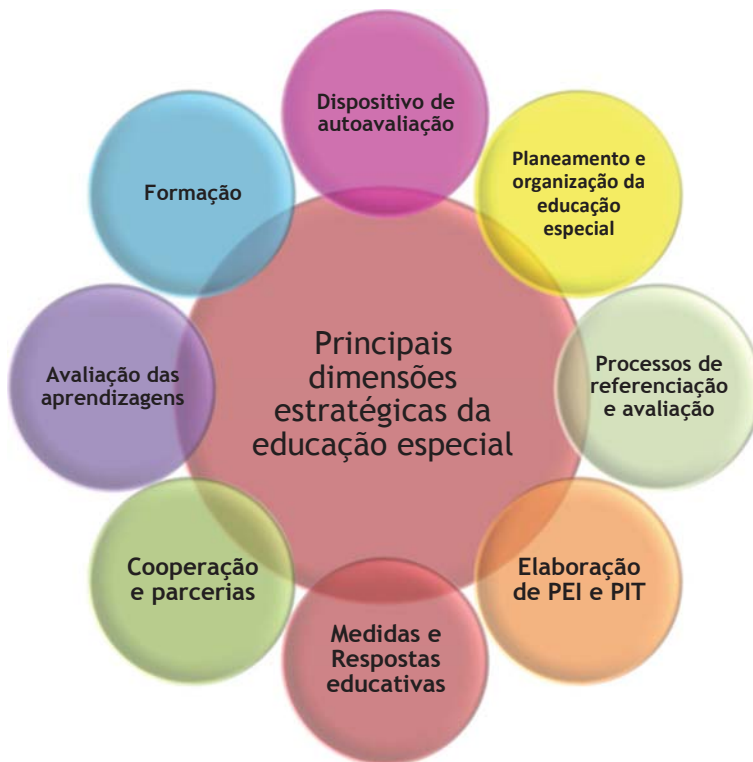 Dispositivo de
autoavaliação
Planeamento e
organização da
educação
especial
Processos de
referenciação
e avaliação
Elaboração
de PEI e PIT
Medidas e
Respostas
educativas
Cooperação
e parcerias
Avaliação das
aprendizagens
Formação
Principais
dimensões
estratégicas da
educação especial